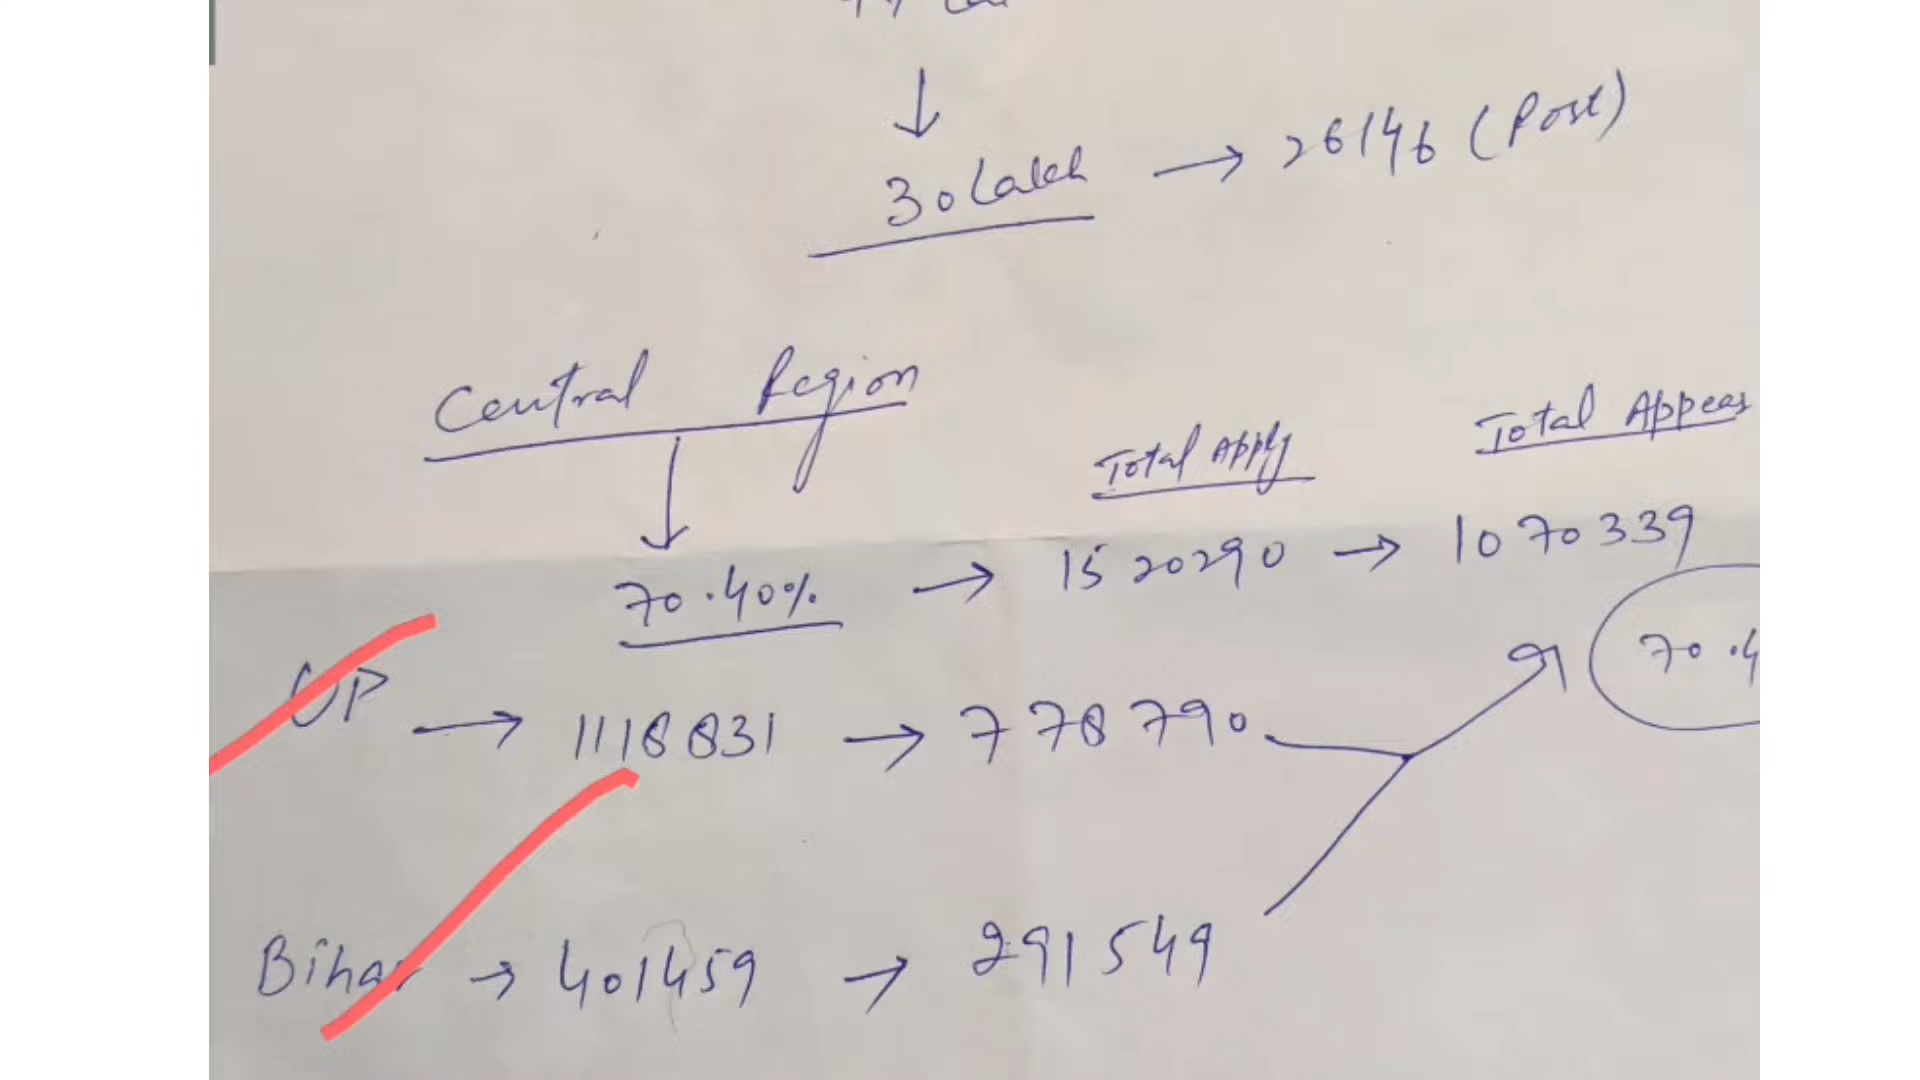 ↓
30 Lakh → 26146 (Post)
Central Region
Total Apply
Total Appear
↓
70.40% → 1520290 → 1070339
UP → 1118831 → 778790
70.4
Bihar → 401459 → 291549